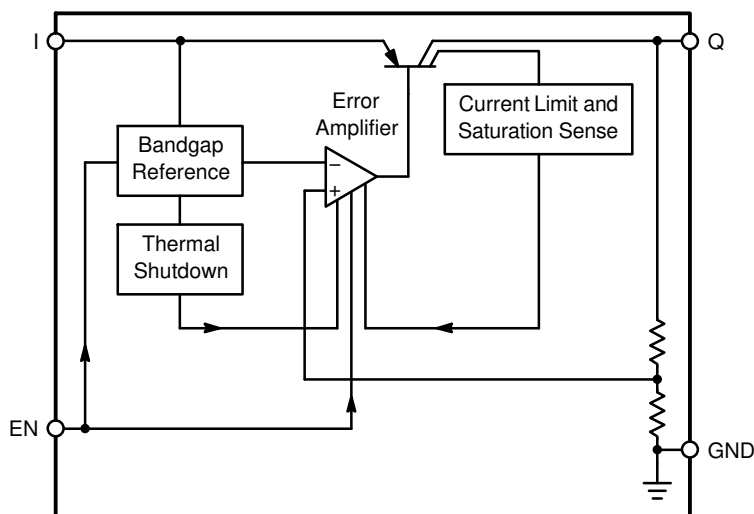 I
Q
Error
Amplifier
Current Limit and
Saturation Sense
Bandgap
Reference
−
+
Thermal
Shutdown
EN
GND